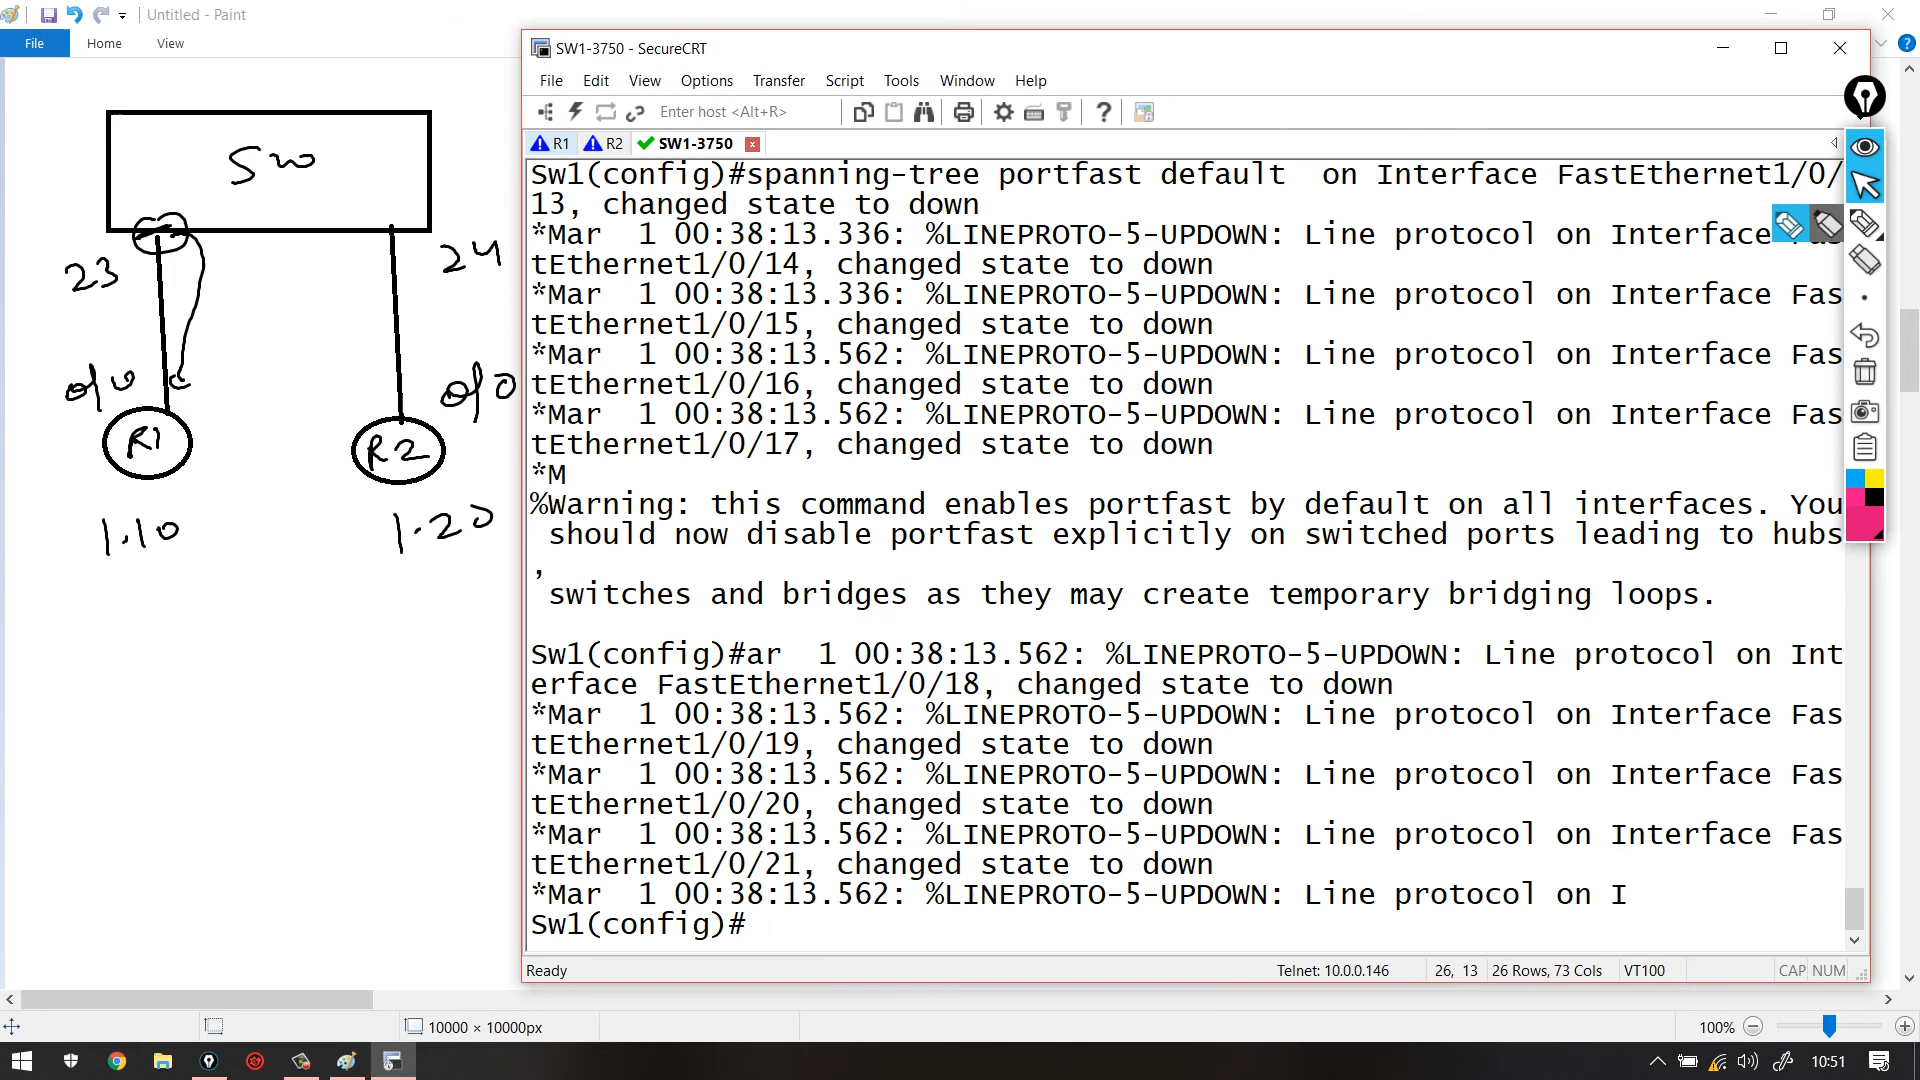 Untitled - Paint
File Home View
SW1-3750 - SecureCRT
File Edit View Options Transfer Script Tools Window Help
Enter host <Alt+R>
R1 R2 SW1-3750
Sw1(config)#spanning-tree portfast default  on Interface FastEthernet1/0/
13, changed state to down
*Mar  1 00:38:13.336: %LINEPROTO-5-UPDOWN: Line protocol on Interface Fas
tEthernet1/0/14, changed state to down
*Mar  1 00:38:13.336: %LINEPROTO-5-UPDOWN: Line protocol on Interface Fas
tEthernet1/0/15, changed state to down
*Mar  1 00:38:13.562: %LINEPROTO-5-UPDOWN: Line protocol on Interface Fas
tEthernet1/0/16, changed state to down
*Mar  1 00:38:13.562: %LINEPROTO-5-UPDOWN: Line protocol on Interface Fas
tEthernet1/0/17, changed state to down
*M
%Warning: this command enables portfast by default on all interfaces. You
 should now disable portfast explicitly on switched ports leading to hubs
,
 switches and bridges as they may create temporary bridging loops.
Sw1(config)#ar  1 00:38:13.562: %LINEPROTO-5-UPDOWN: Line protocol on Int
erface FastEthernet1/0/18, changed state to down
*Mar  1 00:38:13.562: %LINEPROTO-5-UPDOWN: Line protocol on Interface Fas
tEthernet1/0/19, changed state to down
*Mar  1 00:38:13.562: %LINEPROTO-5-UPDOWN: Line protocol on Interface Fas
tEthernet1/0/20, changed state to down
*Mar  1 00:38:13.562: %LINEPROTO-5-UPDOWN: Line protocol on Interface Fas
tEthernet1/0/21, changed state to down
*Mar  1 00:38:13.562: %LINEPROTO-5-UPDOWN: Line protocol on I
Sw1(config)#
Ready Telnet: 10.0.0.146 26, 13 26 Rows, 73 Cols VT100 CAP NUM
SW
23 24
0/0 0/0
R1 R2
1.10 1.20
10000 × 10000px 100%
10:51